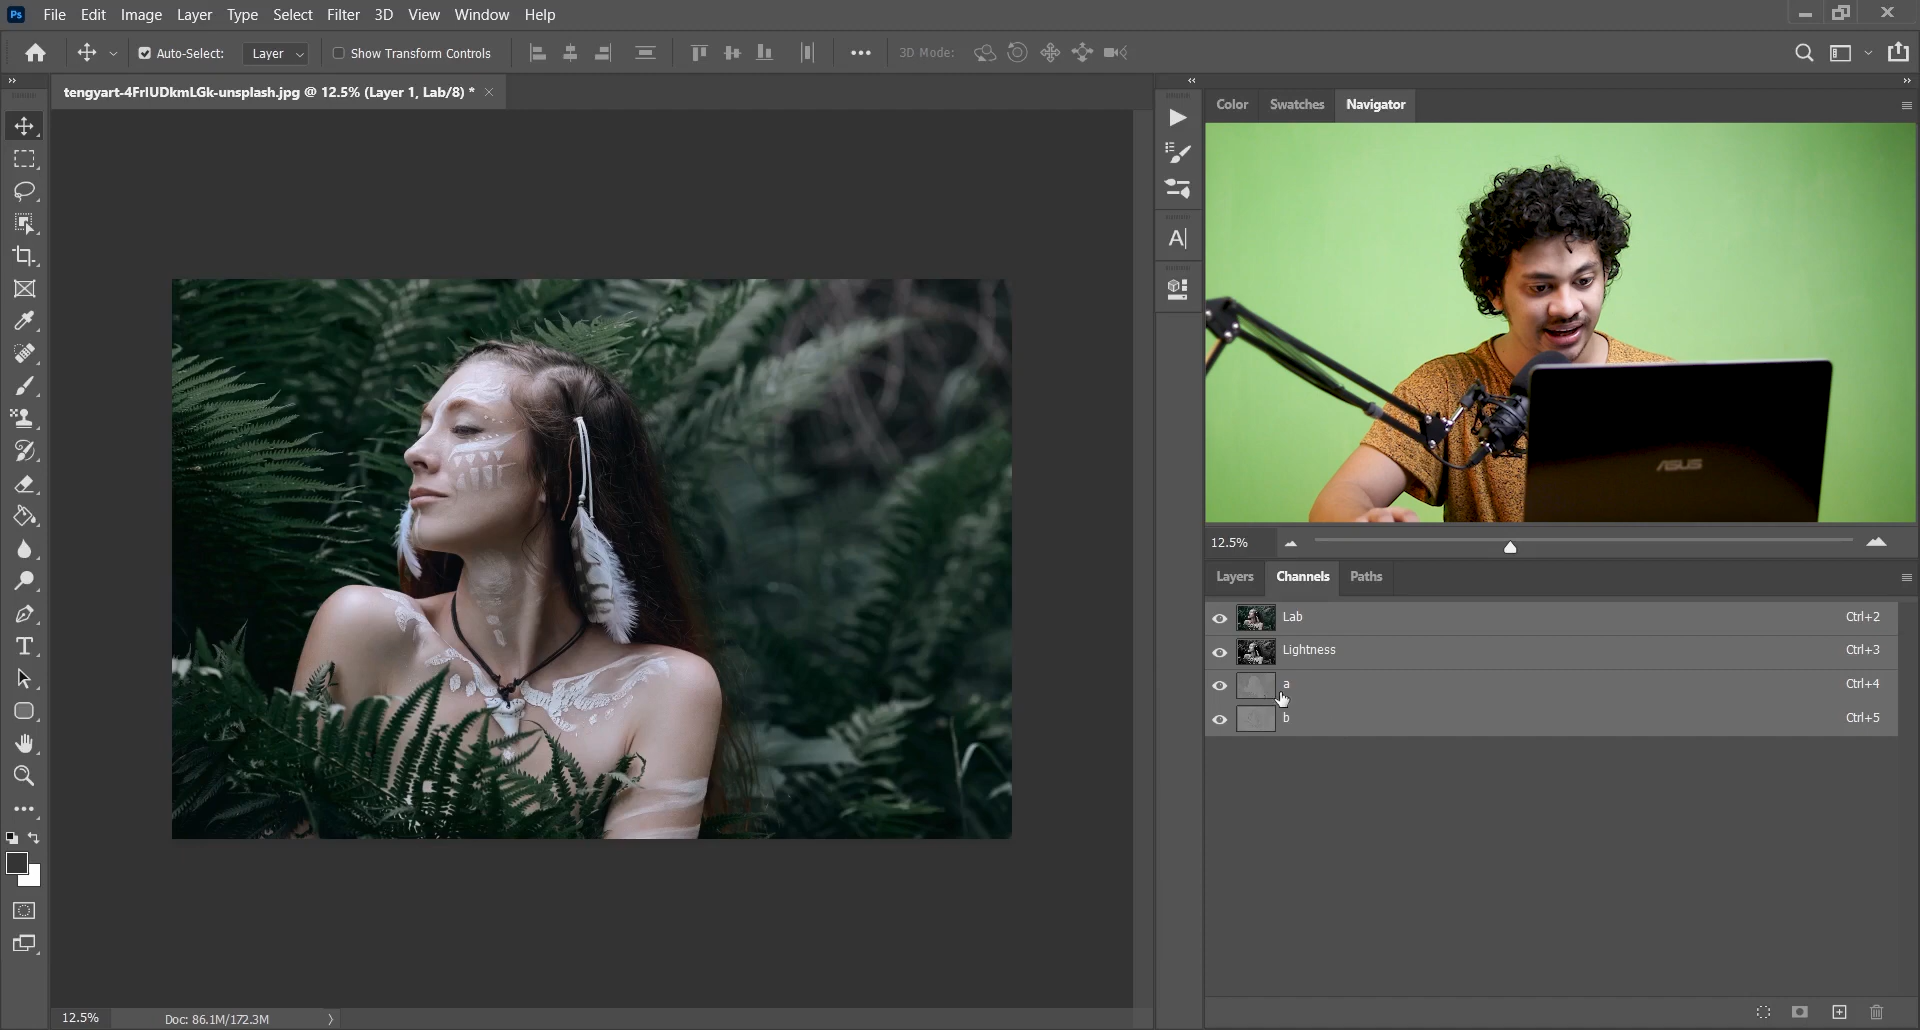 Ps File Edit Image Layer Type Select Filter 3D View Window Help
Auto-Select: Layer Show Transform Controls 3D Mode:
tengyart-4FrlUDkmLGk-unsplash.jpg @ 12.5% (Layer 1, Lab/8) *
Color Swatches Navigator
ASUS
12.5%
Layers Channels Paths
Lab Ctrl+2
Lightness Ctrl+3
a Ctrl+4
b Ctrl+5
12.5% Doc: 86.1M/172.3M